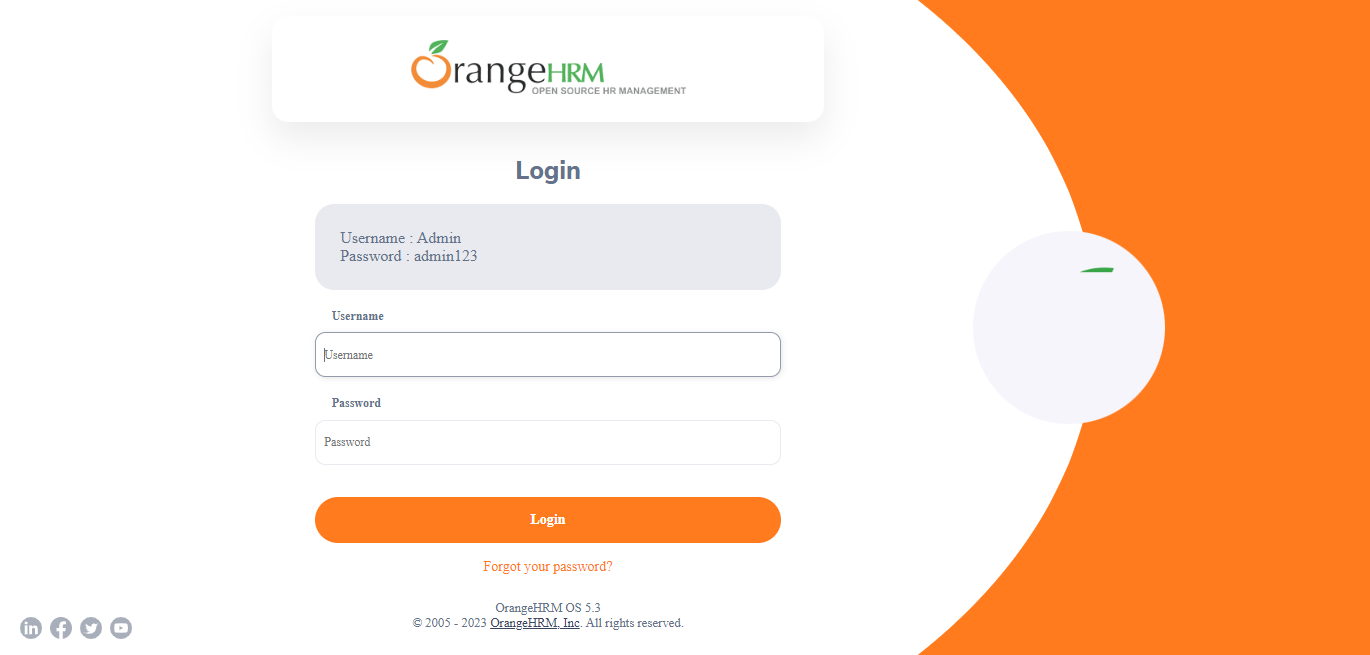 OrangeHRM
OPEN SOURCE HR MANAGEMENT
Login
Username : Admin
Password : admin123
Username
Username
Password
Password
Login
Forgot your password?
OrangeHRM OS 5.3
© 2005 - 2023 OrangeHRM, Inc. All rights reserved.
in